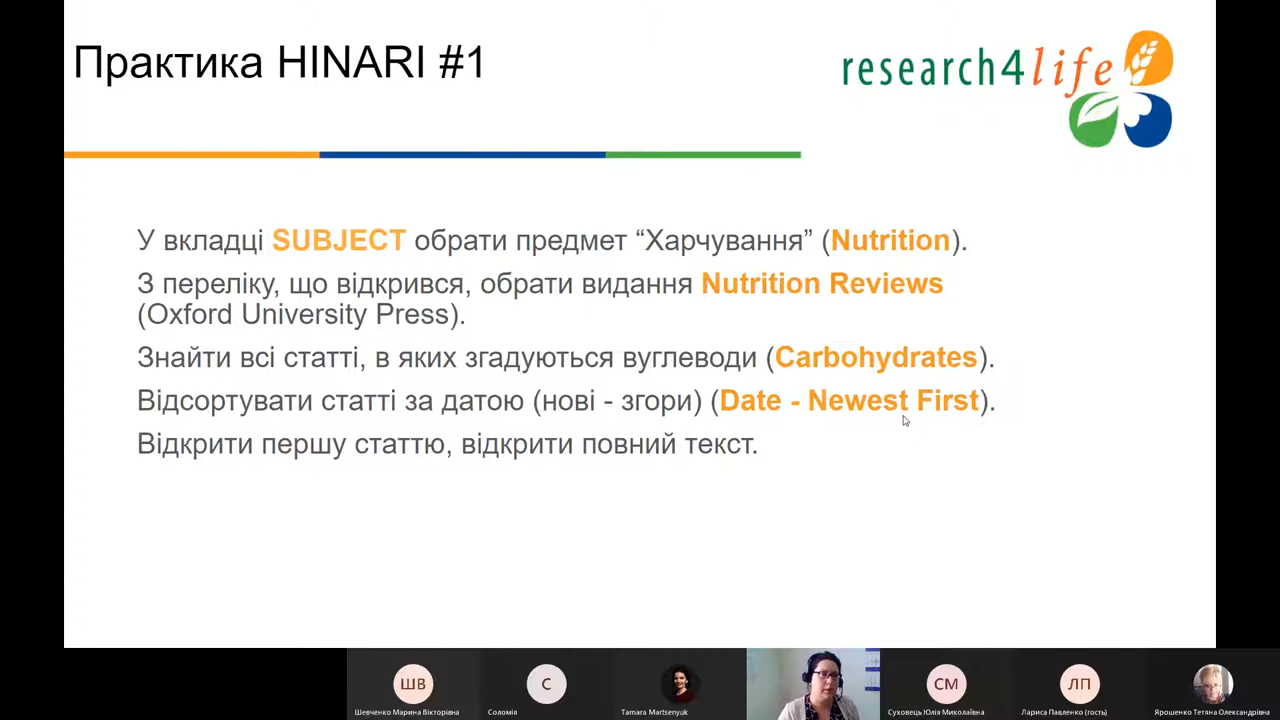 Практика HINARI #1
research4life
У вкладці SUBJECT обрати предмет “Харчування” (Nutrition).
З переліку, що відкрився, обрати видання Nutrition Reviews
(Oxford University Press).
Знайти всі статті, в яких згадуються вуглеводи (Carbohydrates).
Відсортувати статті за датою (нові - згори) (Date - Newest First).
Відкрити першу статтю, відкрити повний текст.
ШВ
С
СМ
ЛП
Шевченко Марина Вікторівна
Соломія
Tamara Martsenyuk
Суховець Юлія Миколаївна
Лариса Павленко (гость)
Ярошенко Тетяна Олександрівна